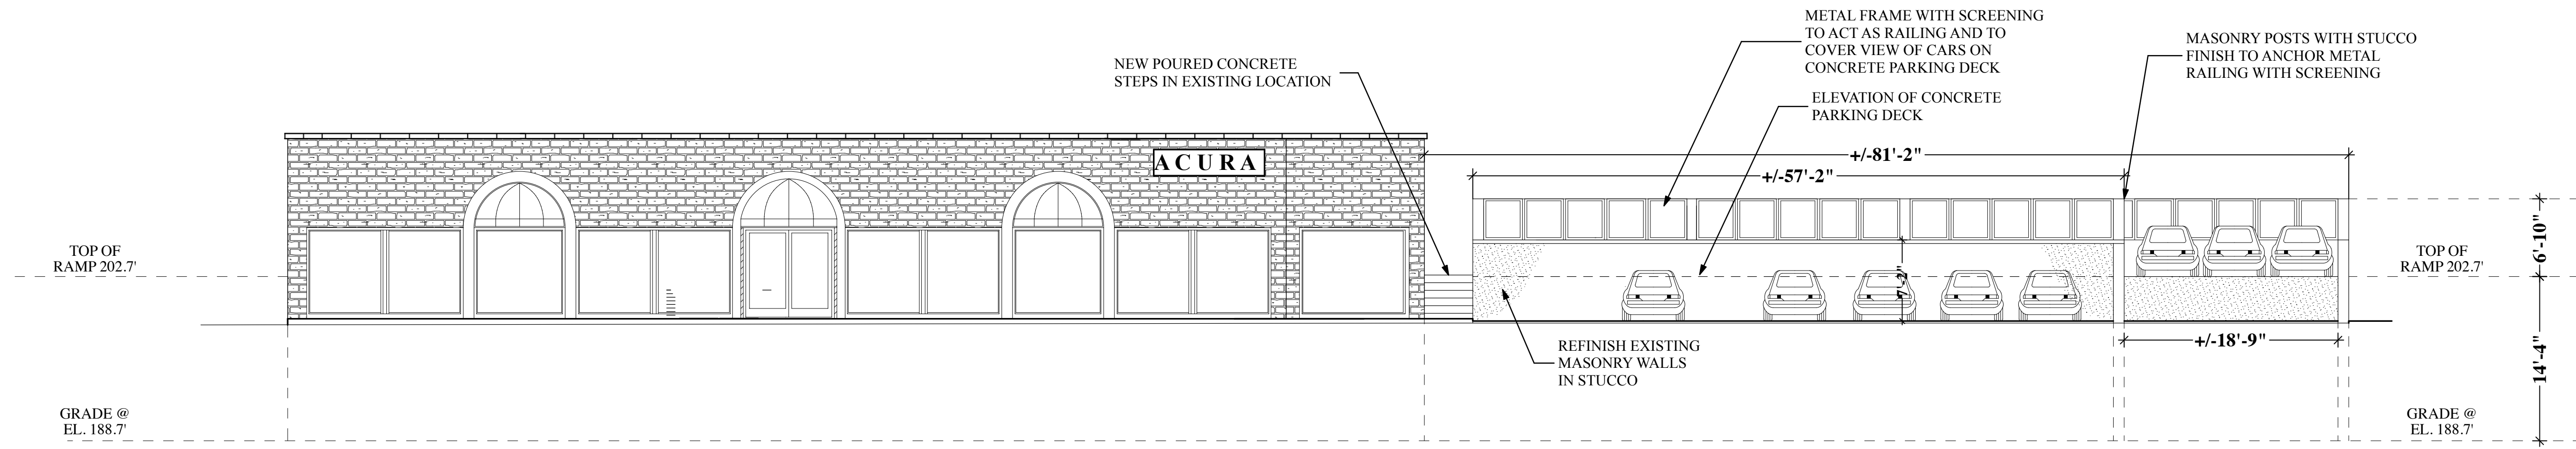 METAL FRAME WITH SCREENING
TO ACT AS RAILING AND TO
COVER VIEW OF CARS ON
CONCRETE PARKING DECK
MASONRY POSTS WITH STUCCO
FINISH TO ANCHOR METAL
RAILING WITH SCREENING
NEW POURED CONCRETE
STEPS IN EXISTING LOCATION
ELEVATION OF CONCRETE
PARKING DECK
ACURA
+/-81'-2"
+/-57'-2"
TOP OF
RAMP 202.7'
7'-2"
TOP OF
RAMP 202.7'
6'-10"
+/-18'-9"
REFINISH EXISTING
MASONRY WALLS
IN STUCCO
14'-4"
GRADE @
EL. 188.7'
GRADE @
EL. 188.7'